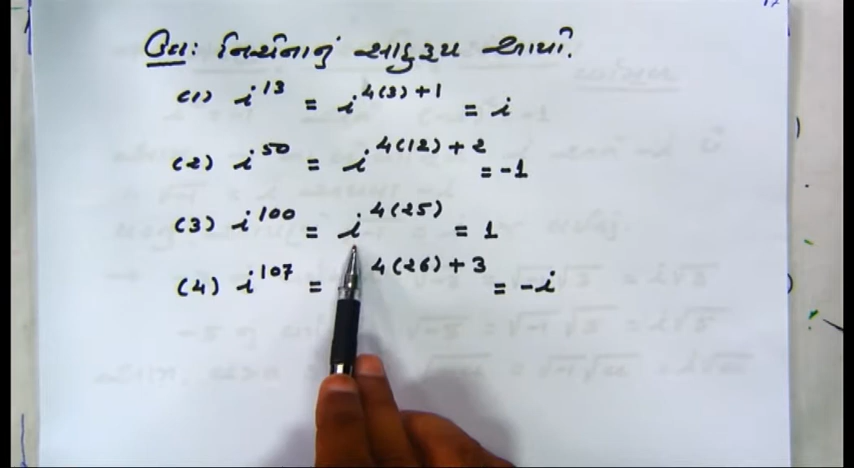 ઉદા: નિમ્નનાનું સાદુરૂપ આપો.
(1) i^13 = i^4(3)+1 = i
(2) i^50 = i^4(12)+2 = -1
(3) i^100 = i^4(25) = 1
(4) i^107 = 4(26)+3 = -i